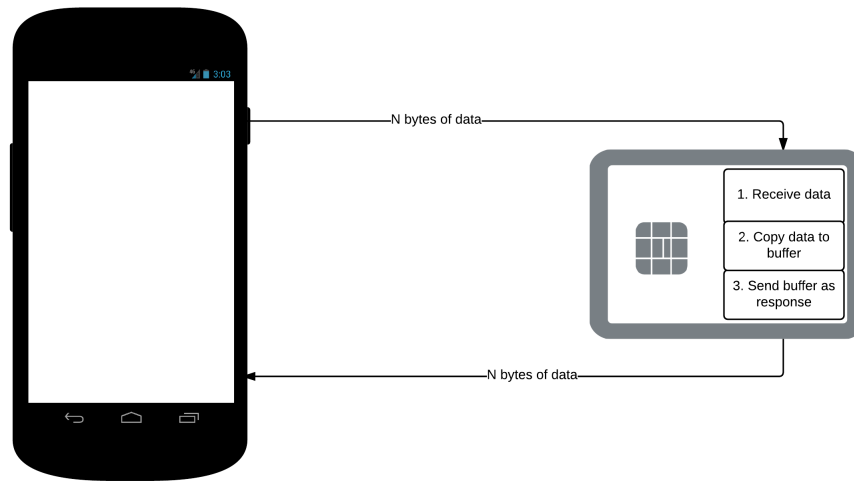 3:03
N bytes of data
1. Receive data
2. Copy data to
buffer
3. Send buffer as
response
N bytes of data